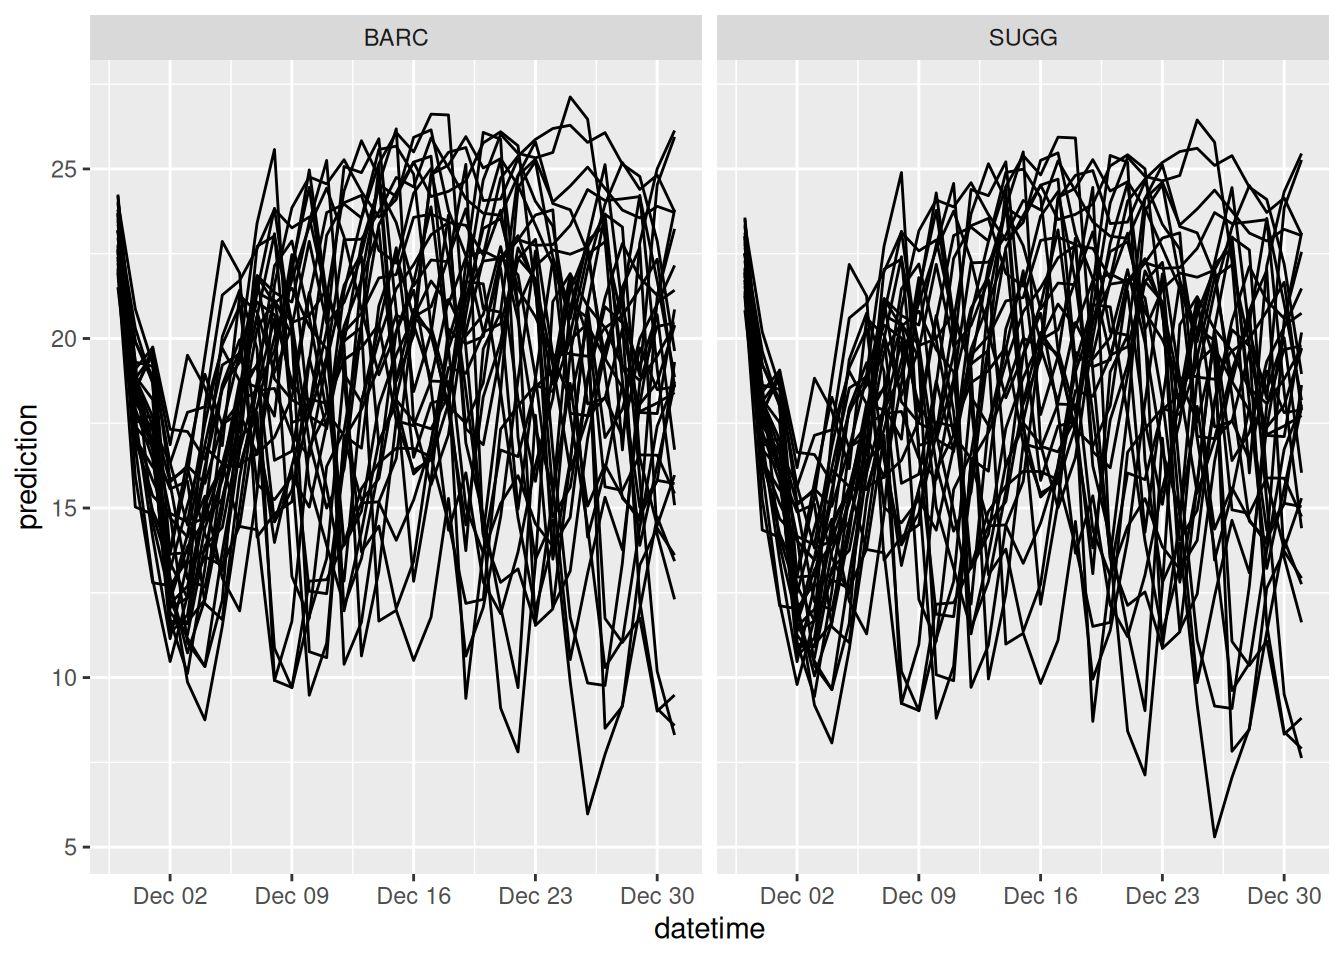 BARC
SUGG
prediction
25
20
15
10
5
Dec 02
Dec 09
Dec 16
Dec 23
Dec 30
Dec 02
Dec 09
Dec 16
Dec 23
Dec 30
datetime